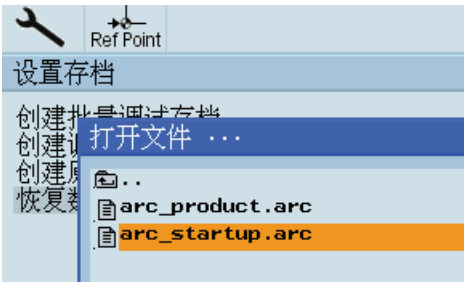 Ref Point
设置存档
创建批量调试存档
创建
创建
恢复
打开文件 ...
..
arc_product.arc
arc_startup.arc